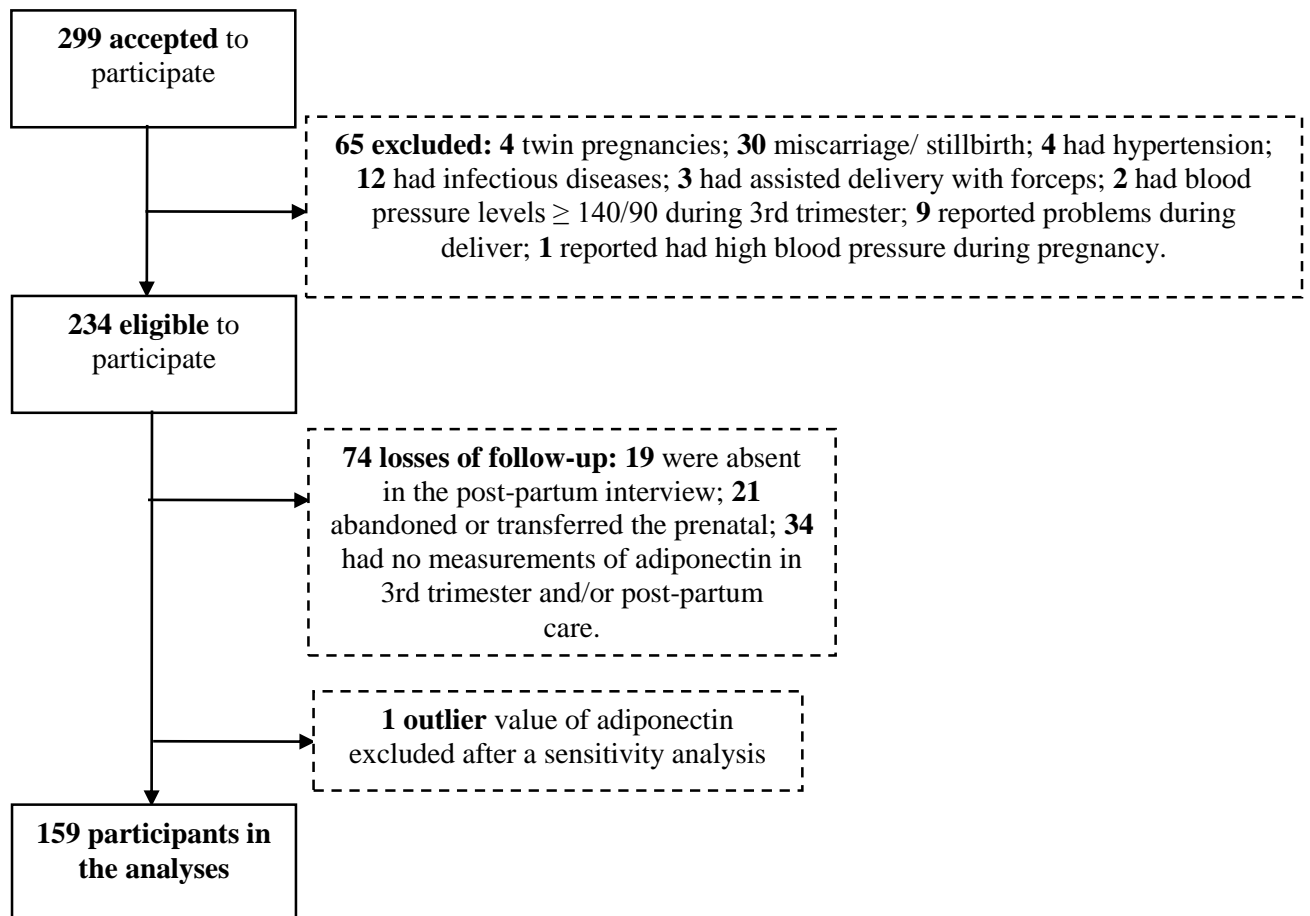 299 accepted to
participate
65 excluded: 4 twin pregnancies; 30 miscarriage/ stillbirth; 4 had hypertension;
12 had infectious diseases; 3 had assisted delivery with forceps; 2 had blood
pressure levels ≥ 140/90 during 3rd trimester; 9 reported problems during
deliver; 1 reported had high blood pressure during pregnancy.
234 eligible to
participate
74 losses of follow-up: 19 were absent
in the post-partum interview; 21
abandoned or transferred the prenatal; 34
had no measurements of adiponectin in
3rd trimester and/or post-partum
care.
1 outlier value of adiponectin
excluded after a sensitivity analysis
159 participants in
the analyses